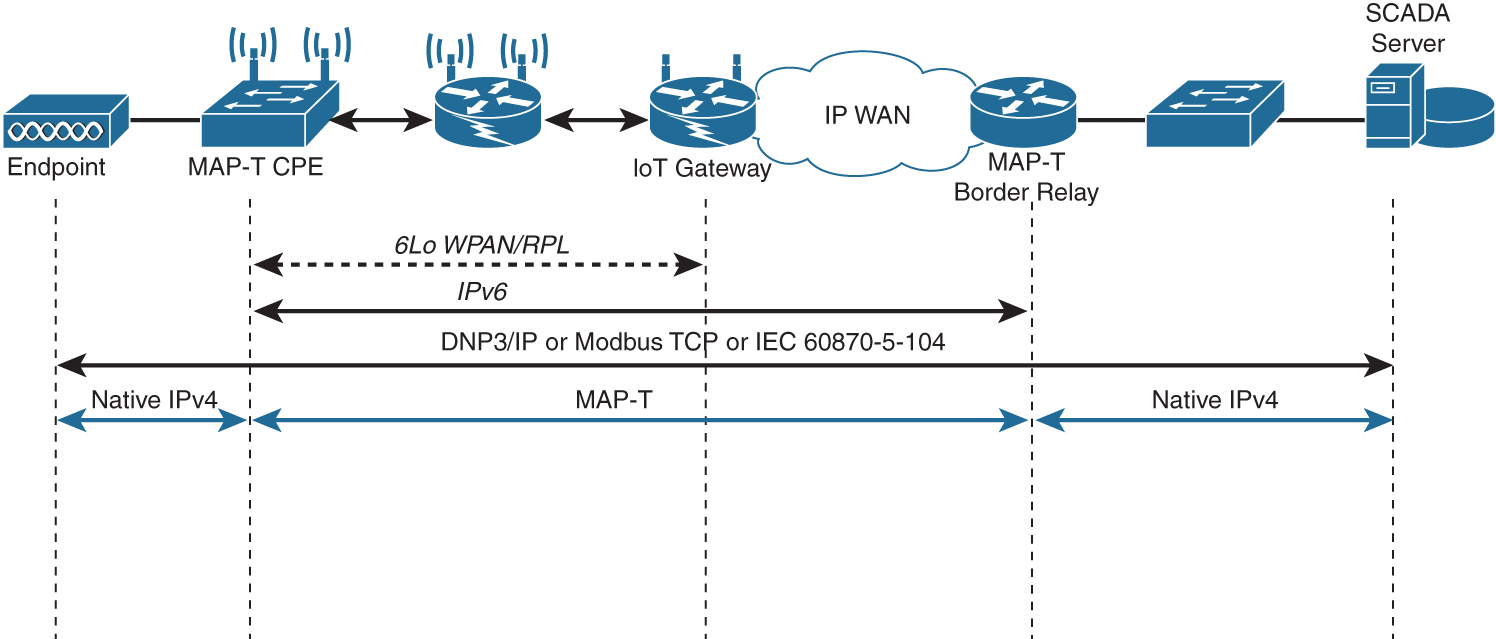 SCADA
Server
IP WAN
Endpoint
MAP-T CPE
IoT Gateway
MAP-T
Border Relay
6Lo WPAN/RPL
IPv6
DNP3/IP or Modbus TCP or IEC 60870-5-104
Native IPv4
MAP-T
Native IPv4